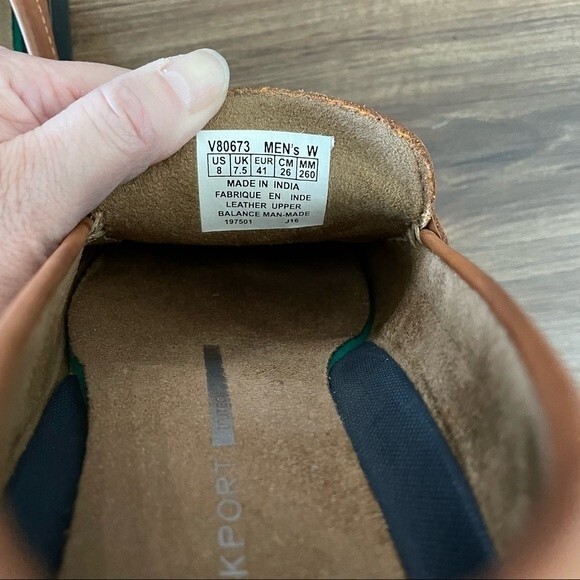 V80673 MEN's W
US UK EUR CM MM
8 7.5 41 26 260
MADE IN INDIA
FABRIQUE EN INDE
LEATHER UPPER
BALANCE MAN-MADE
197501 J16
KPORT